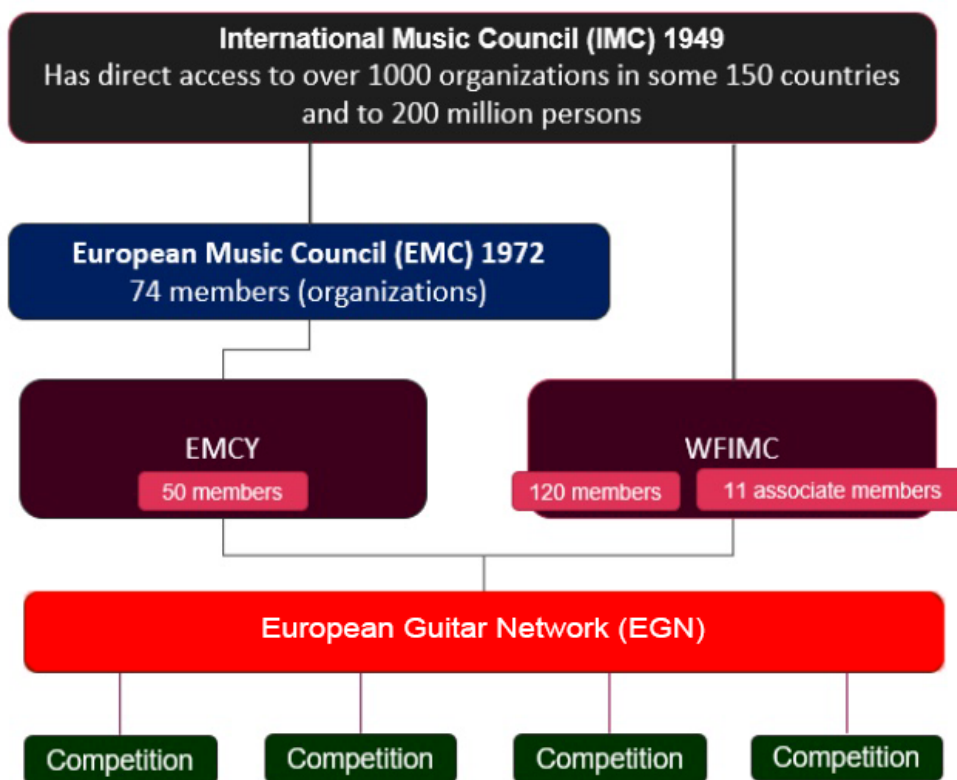 International Music Council (IMC) 1949
Has direct access to over 1000 organizations in some 150 countries
and to 200 million persons
European Music Council (EMC) 1972
74 members (organizations)
EMCY
50 members
WFIMC
120 members
11 associate members
European Guitar Network (EGN)
Competition
Competition
Competition
Competition